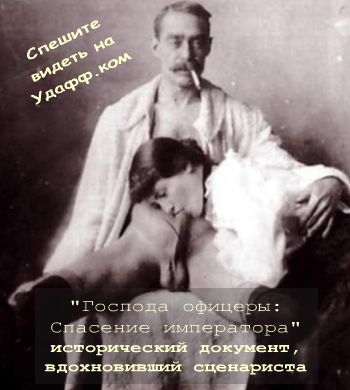 Спешите
видеть на
Удафф.ком
"Господа офицеры:
Спасение императора"
исторический документ,
вдохновивший сценариста